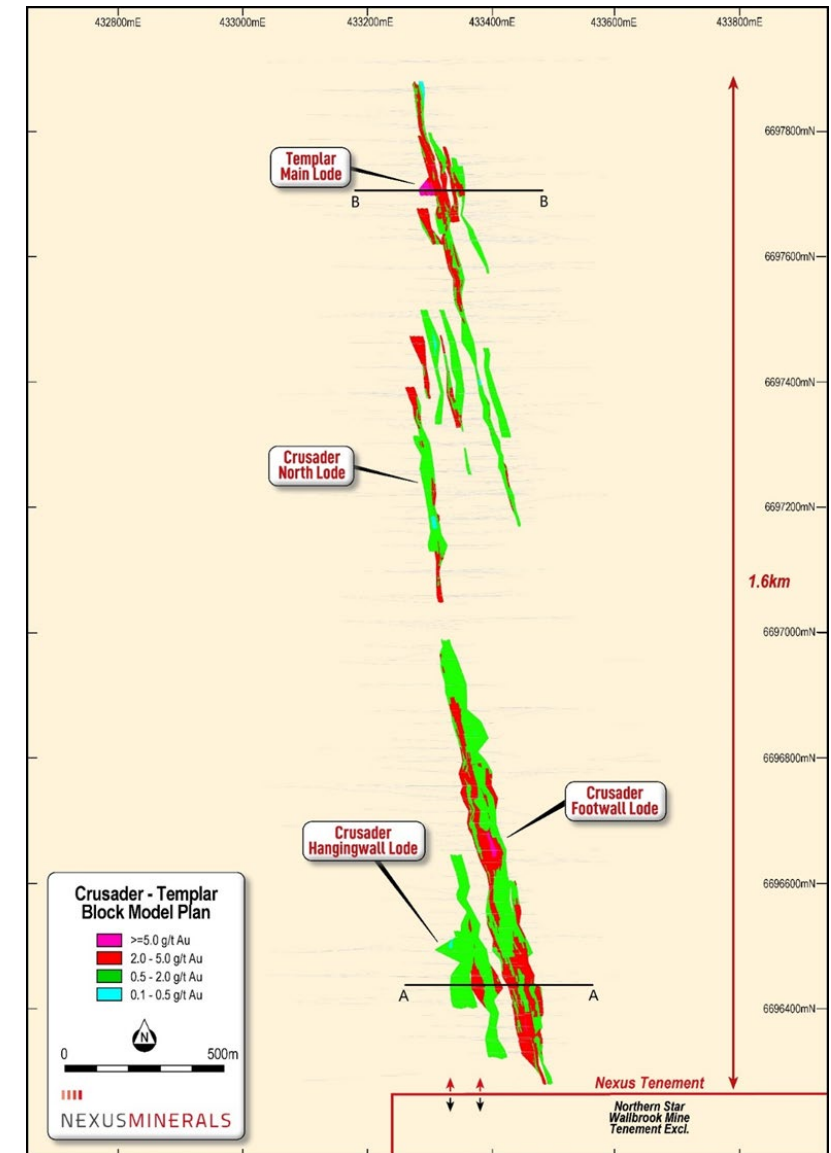 432800mE
433000mE
433200mE
433400mE
433600mE
433800mE
6697800mN
Templar
Main Lode
B
B
6697600mN
6697400mN
Crusader
North Lode
6697200mN
1.6km
6697000mN
6696800mN
Crusader
Footwall Lode
Crusader
Hangingwall Lode
6696600mN
Crusader - Templar
Block Model Plan
>=5.0 g/t Au
2.0 - 5.0 g/t Au
0.5 - 2.0 g/t Au
0.1 - 0.5 g/t Au
A
A
6696400mN
N
0
500m
NEXUSMINERALS
Nexus Tenement
Northern Star
Wallbrook Mine
Tenement Excl.